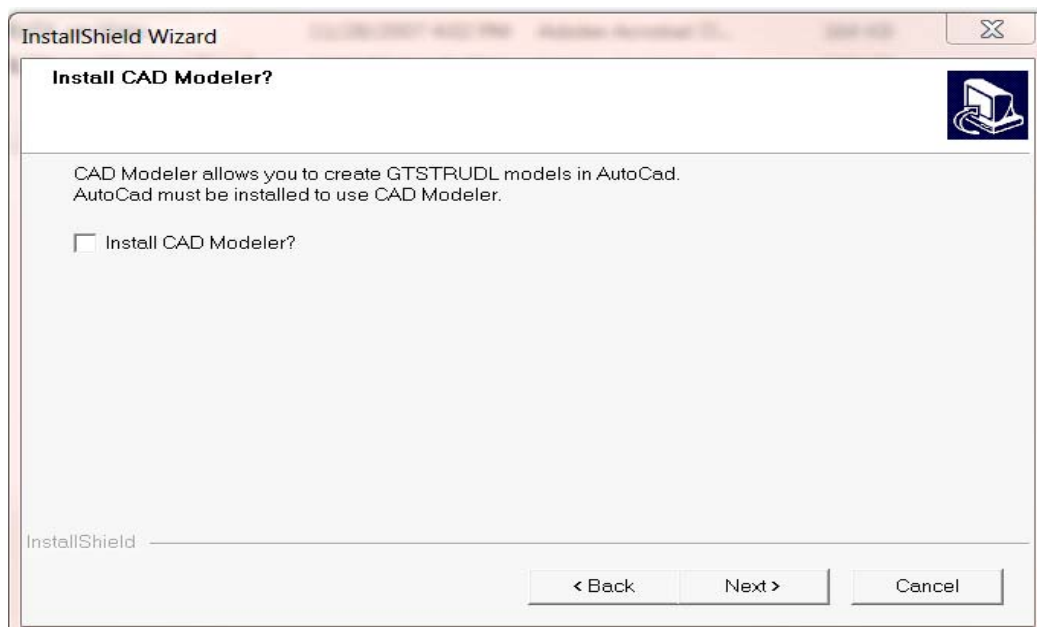 InstallShield Wizard
Install CAD Modeler?
CAD Modeler allows you to create GTSTRUDL models in AutoCad.
AutoCad must be installed to use CAD Modeler.
Install CAD Modeler?
InstallShield
< Back Next > Cancel